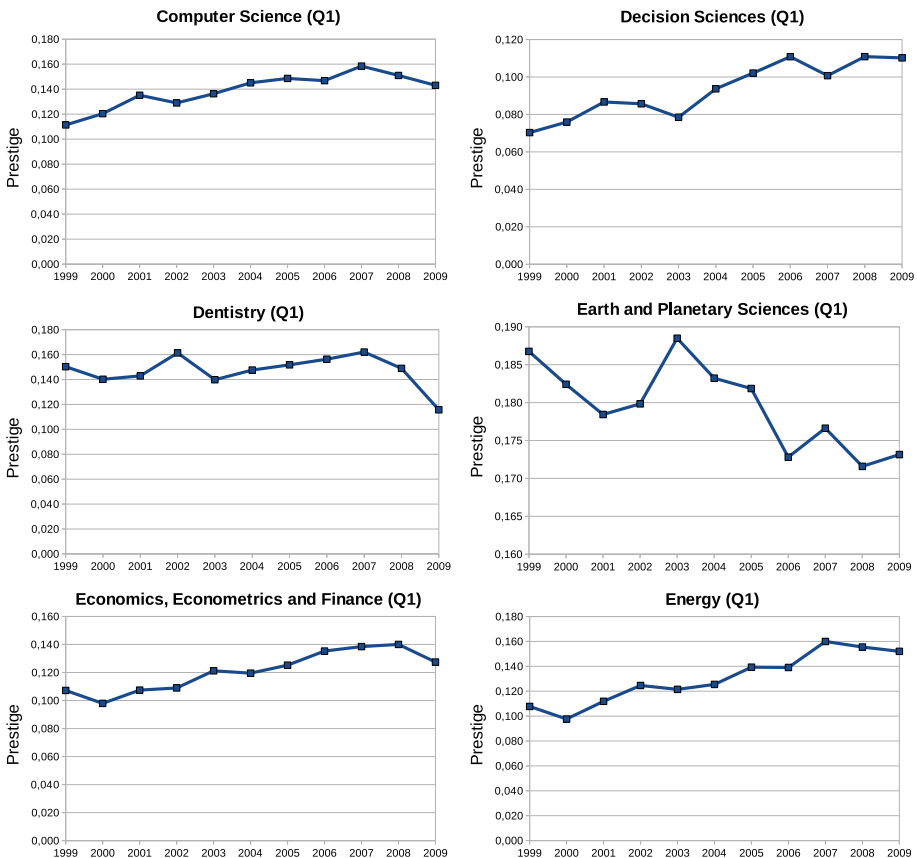 Computer Science (Q1)
Prestige
0,180
0,160
0,140
0,120
0,100
0,080
0,060
0,040
0,020
0,000
1999 2000 2001 2002 2003 2004 2005 2006 2007 2008 2009
Decision Sciences (Q1)
Prestige
0,120
0,100
0,080
0,060
0,040
0,020
0,000
1999 2000 2001 2002 2003 2004 2005 2006 2007 2008 2009
Dentistry (Q1)
Prestige
0,180
0,160
0,140
0,120
0,100
0,080
0,060
0,040
0,020
0,000
1999 2000 2001 2002 2003 2004 2005 2006 2007 2008 2009
Earth and Planetary Sciences (Q1)
Prestige
0,190
0,185
0,180
0,175
0,170
0,165
0,160
1999 2000 2001 2002 2003 2004 2005 2006 2007 2008 2009
Economics, Econometrics and Finance (Q1)
Prestige
0,160
0,140
0,120
0,100
0,080
0,060
0,040
0,020
0,000
1999 2000 2001 2002 2003 2004 2005 2006 2007 2008 2009
Energy (Q1)
Prestige
0,180
0,160
0,140
0,120
0,100
0,080
0,060
0,040
0,020
0,000
1999 2000 2001 2002 2003 2004 2005 2006 2007 2008 2009